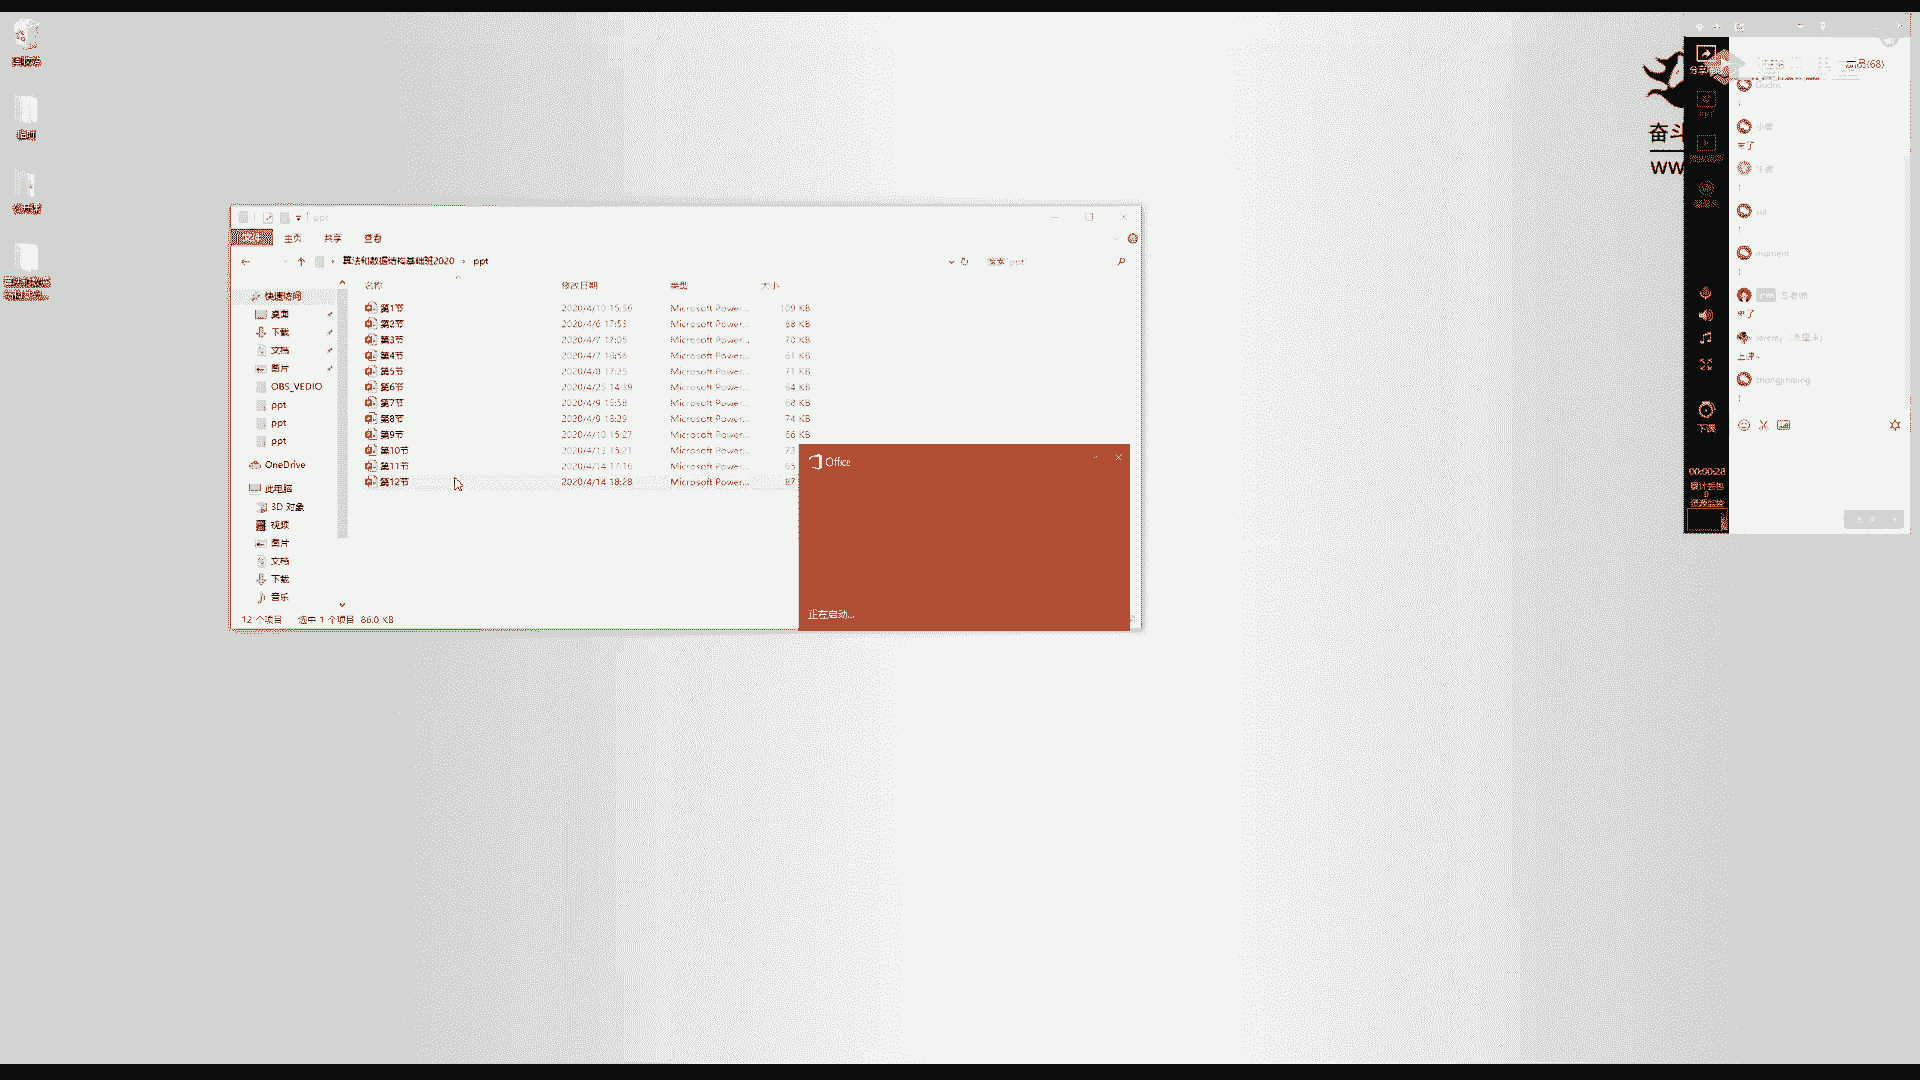 ppt
主页 共享 查看
算法和数据结构基础班2020 › ppt
搜索"ppt"
名称 修改日期 类型 大小
快速访问
桌面
下载
文档
图片
OBS_VEDIO
ppt
ppt
ppt
OneDrive
此电脑
3D 对象
视频
图片
文档
下载
音乐
第1节 2020/4/10 15:56 Microsoft Power... 109 KB
第2节 2020/4/6 17:53 Microsoft Power... 88 KB
第3节 2020/4/7 17:05 Microsoft Power... 70 KB
第4节 2020/4/7 18:56 Microsoft Power... 61 KB
第5节 2020/4/8 17:25 Microsoft Power... 71 KB
第6节 2020/4/25 14:39 Microsoft Power... 64 KB
第7节 2020/4/9 15:58 Microsoft Power... 60 KB
第8节 2020/4/9 18:29 Microsoft Power... 74 KB
第9节 2020/4/10 15:27 Microsoft Power... 66 KB
第10节 2020/4/13 15:21 Microsoft Power... 73
第11节 2020/4/14 17:16 Microsoft Power... 65
第12节 2020/4/14 18:28 Microsoft Power... 87
12 个项目 选中 1 个项目 86.0 KB
Office
正在启动...
奋斗
WW
(68)
小
来了
sui
moment
来了
Jeremy
上课~
zhongjinming
下课
00:00:28
累计丢包
0